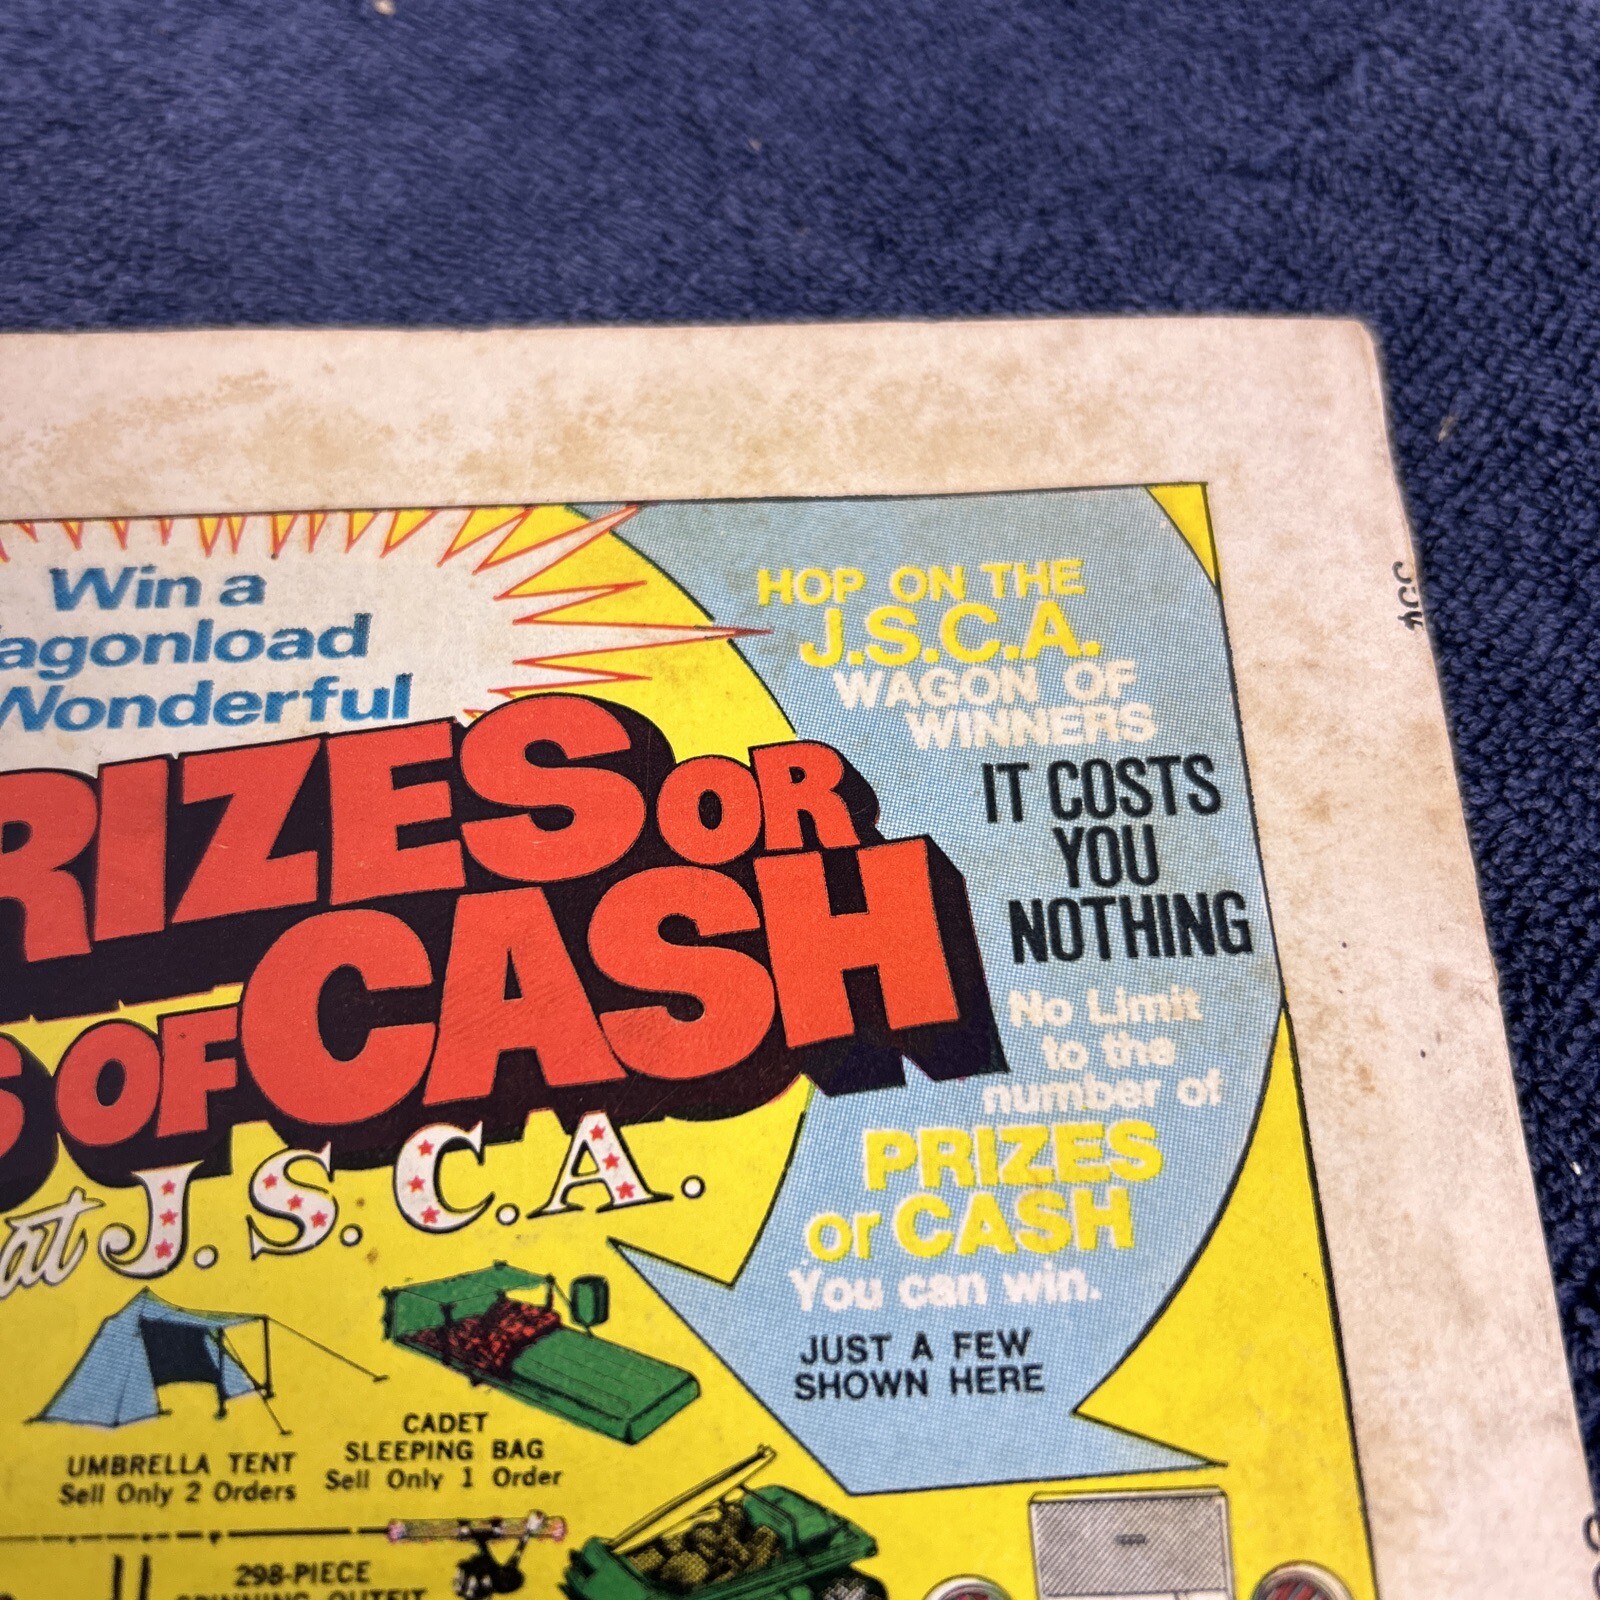 Win a
agonload
Wonderful
RIZES OR
S OF CASH
at J.S.C.A.
HOP ON THE
J.S.C.A.
WAGON OF
WINNERS
IT COSTS
YOU
NOTHING
No Limit
to the
number of
PRIZES
or CASH
You can win.
JUST A FEW
SHOWN HERE
UMBRELLA TENT
Sell Only 2 Orders
CADET
SLEEPING BAG
Sell Only 1 Order
298-PIECE
SPINNING OUTFIT